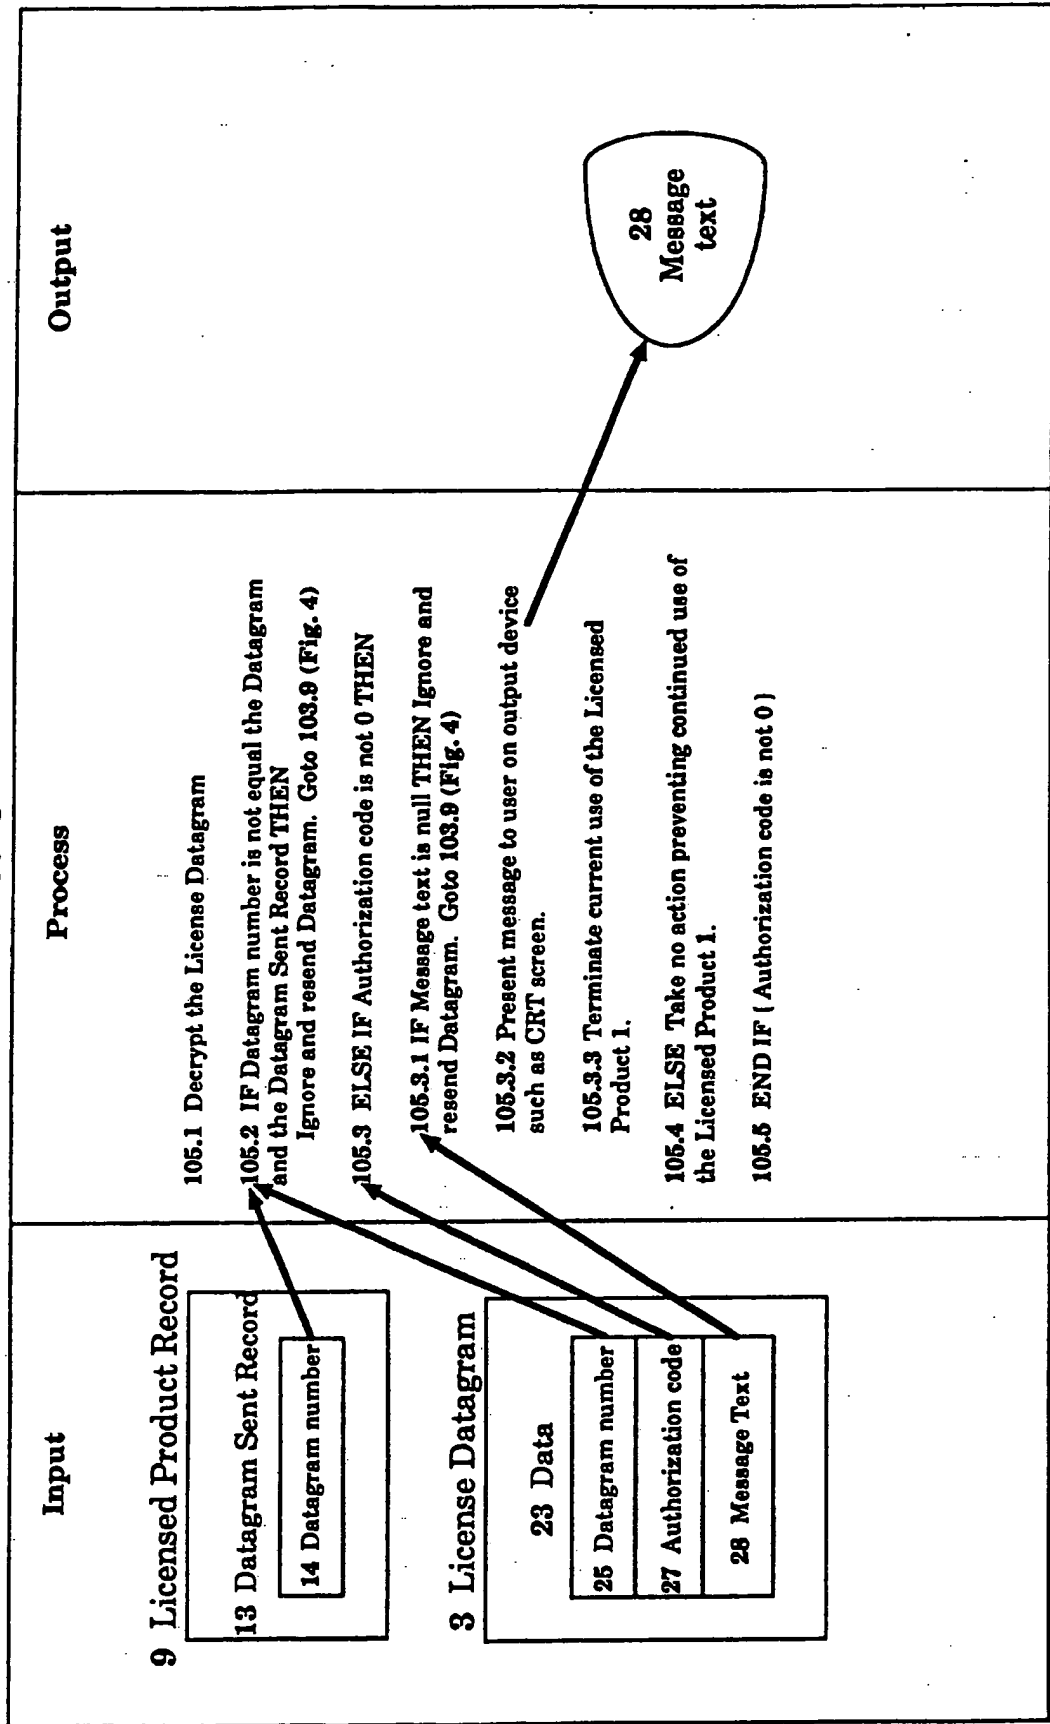 Input
Process
Output
9 Licensed Product Record
13 Datagram Sent Record
14 Datagram number
3 License Datagram
23 Data
25 Datagram number
27 Authorization code
28 Message Text
105.1 Decrypt the License Datagram
105.2 IF Datagram number is not equal the Datagram
and the Datagram Sent Record THEN
Ignore and resend Datagram. Goto 103.9 (Fig. 4)
105.3 ELSE IF Authorization code is not 0 THEN
105.3.1 IF Message text is null THEN Ignore and
resend Datagram. Goto 103.9 (Fig. 4)
105.3.2 Present message to user on output device
such as CRT screen.
105.3.3 Terminate current use of the Licensed
Product 1.
105.4 ELSE Take no action preventing continued use of
the Licensed Product 1.
105.5 END IF ( Authorization code is not 0 )
28
Message
text